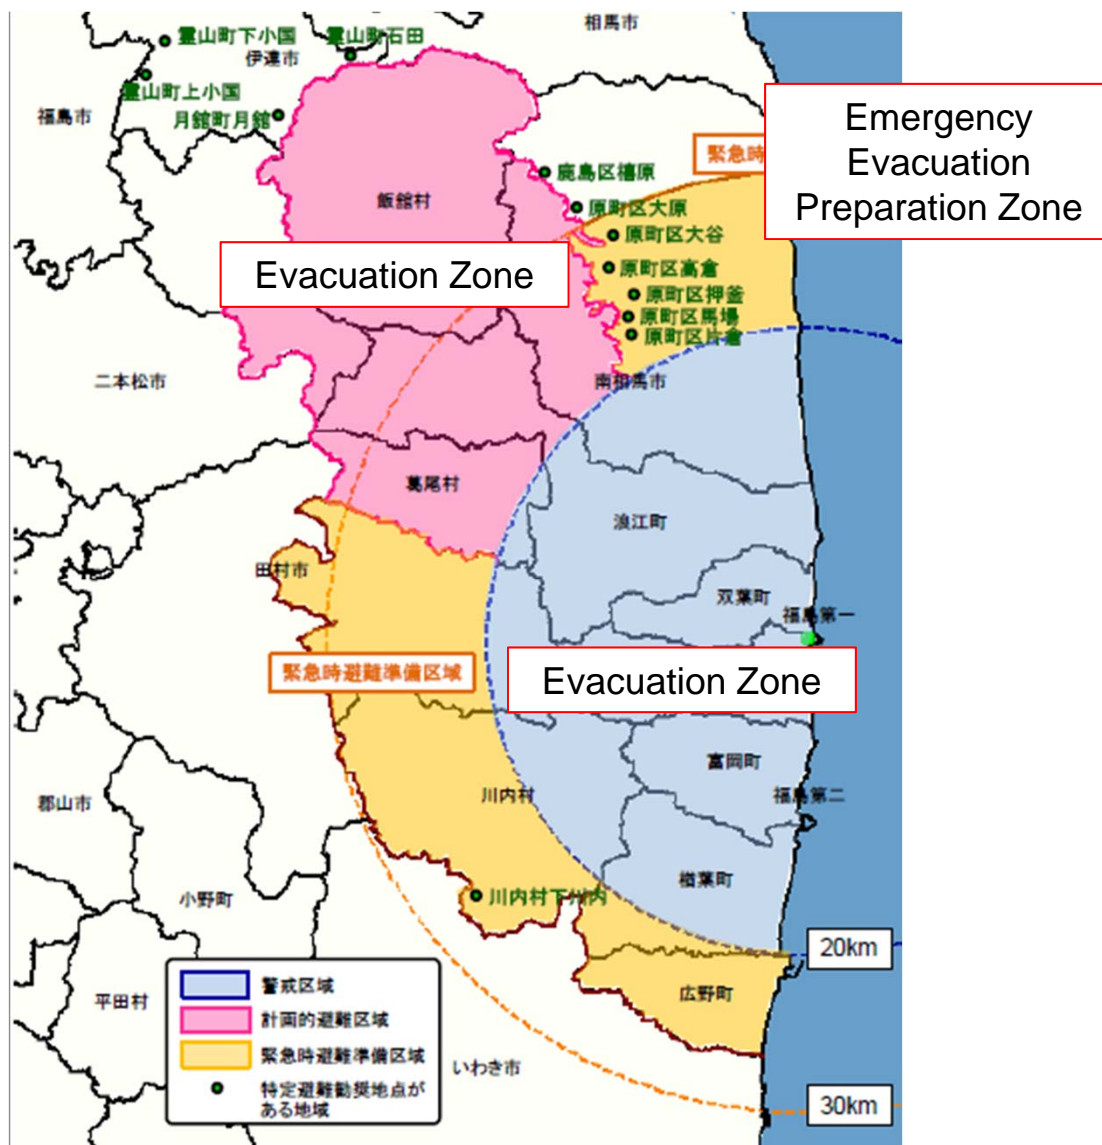 相馬市
霊山町下小国
霊山町石田
伊達市
霊山町上小国
福島市
月舘町月舘
Emergency
Evacuation
Preparation Zone
緊急時
鹿島区橲原
飯舘村
原町区大原
原町区大谷
Evacuation Zone
原町区高倉
原町区押釜
原町区馬場
原町区片倉
二本松市
南相馬市
葛尾村
浪江町
田村市
双葉町
福島第一
緊急時避難準備区域
Evacuation Zone
富岡町
川内村
福島第二
郡山市
楢葉町
小野町
川内村下川内
20km
警戒区域
広野町
平田村
計画的避難区域
緊急時避難準備区域
いわき市
特定避難勧奨地点が
ある地域
30km